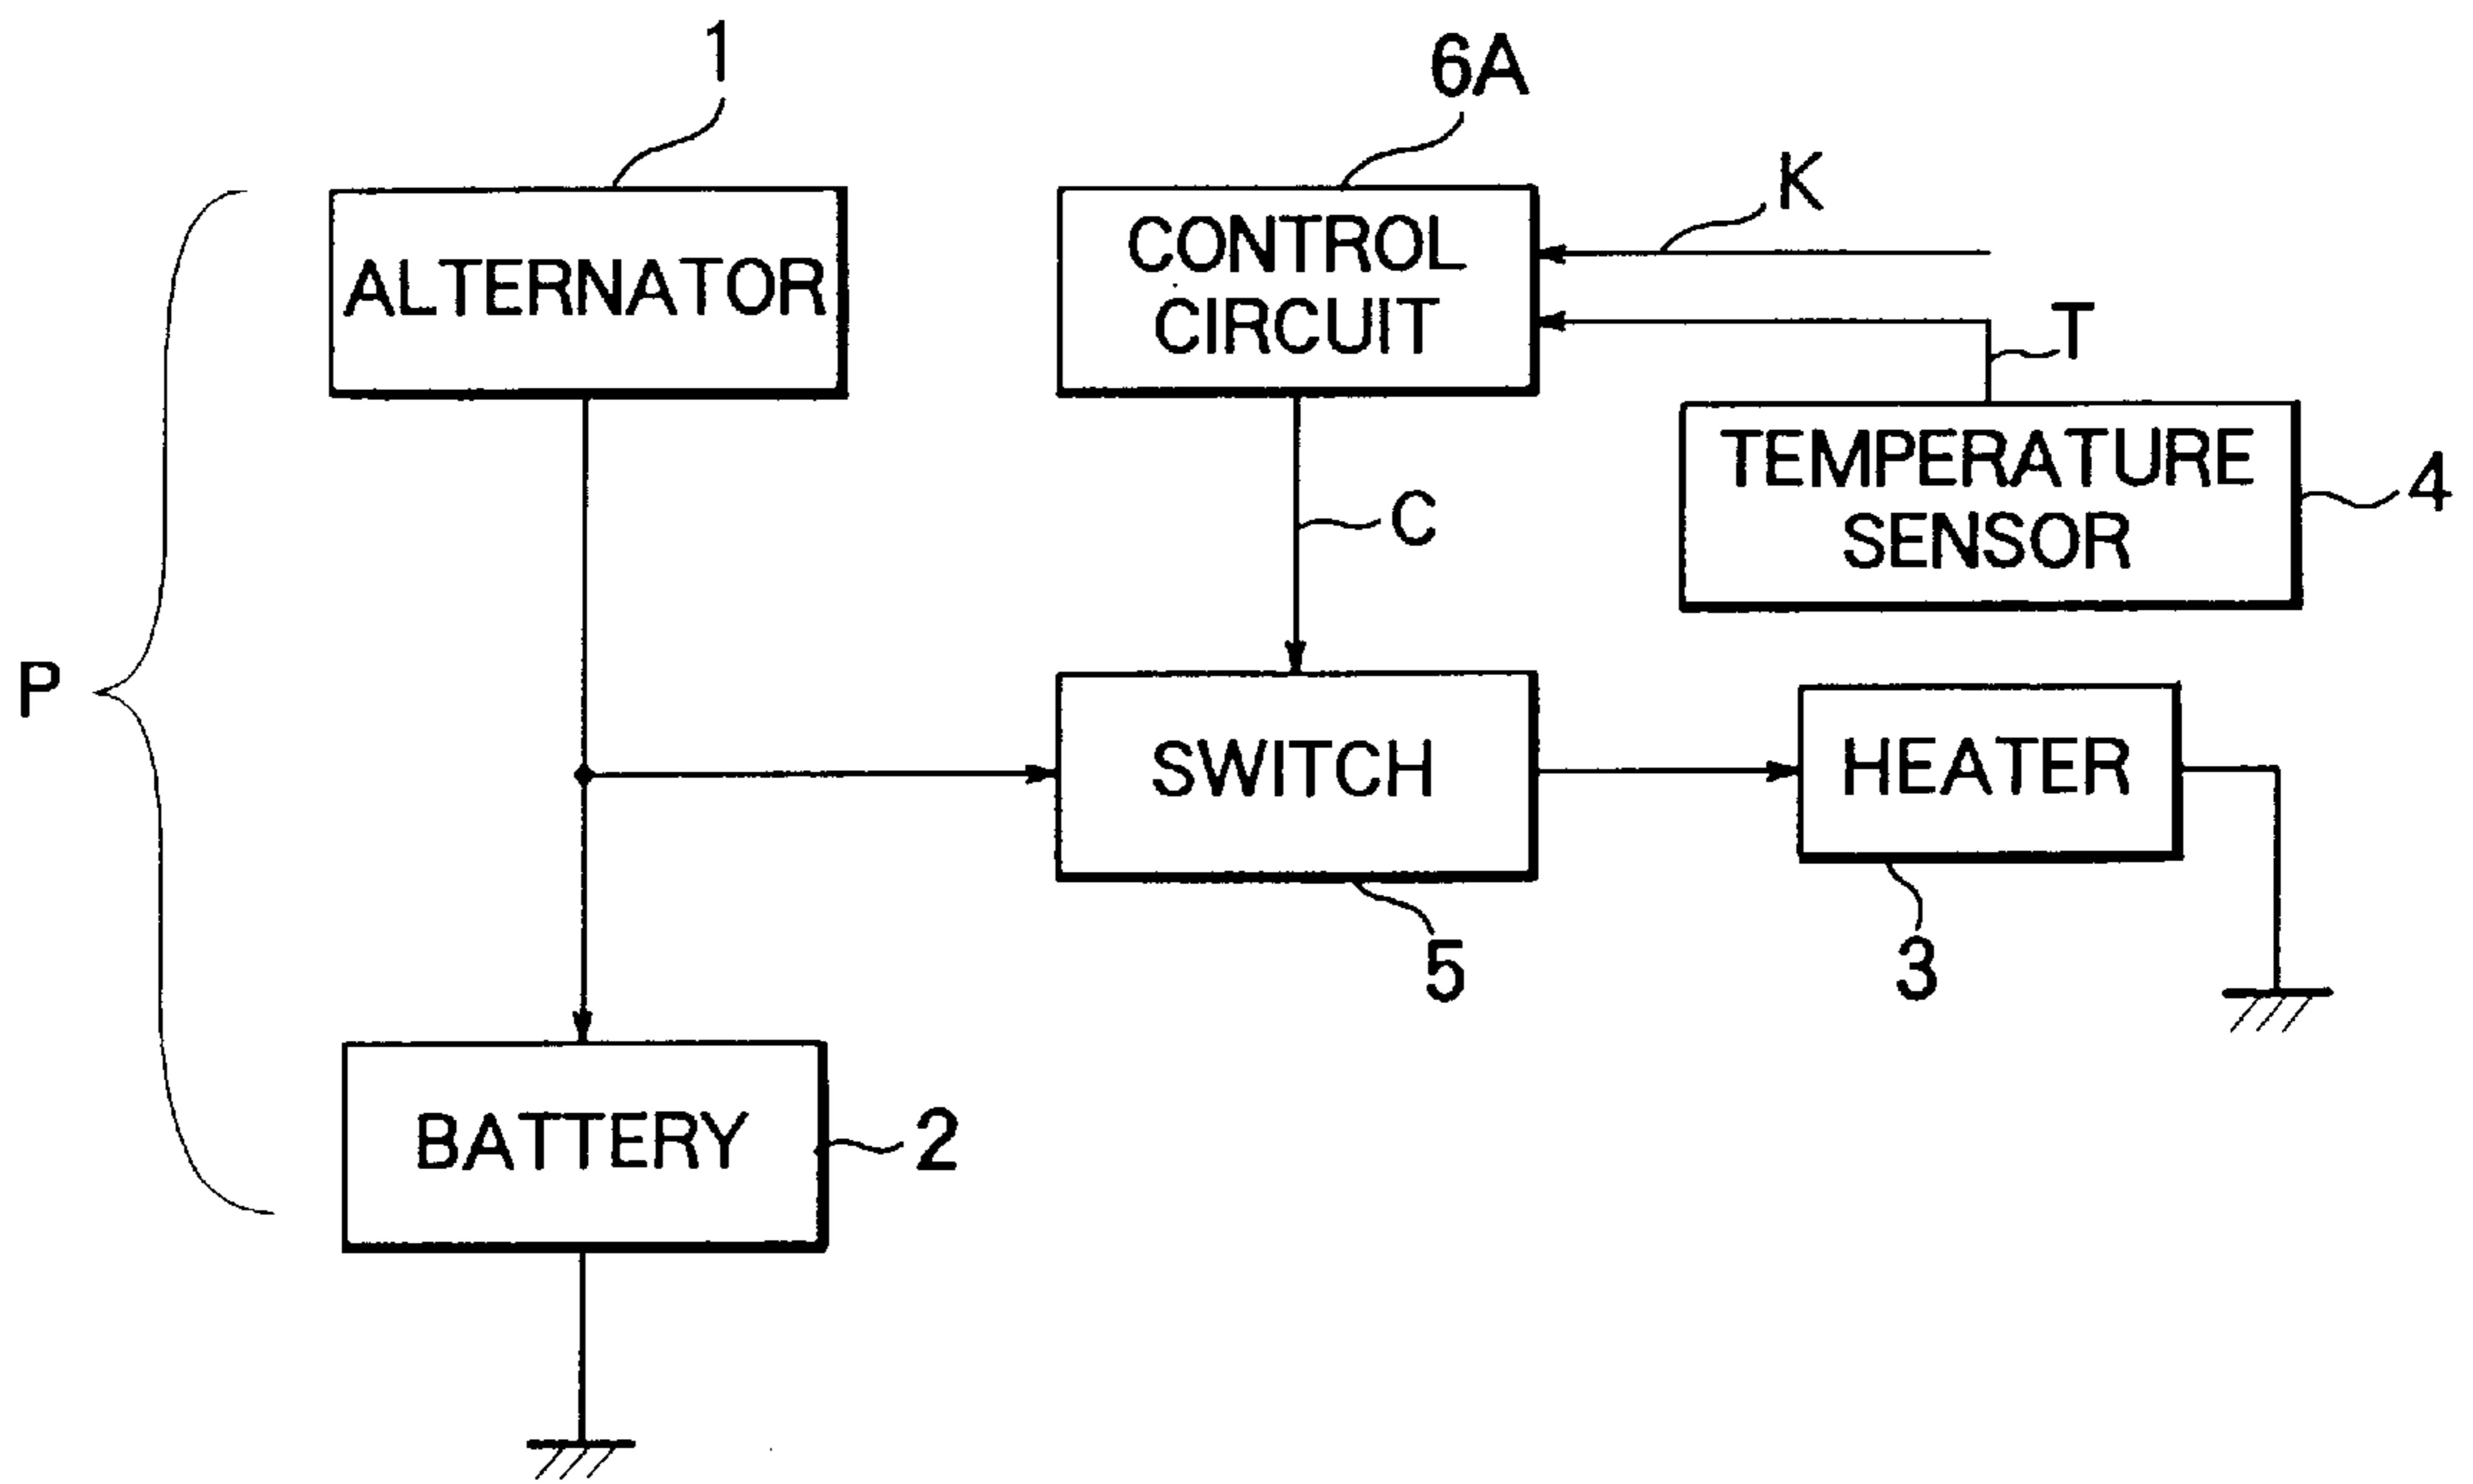 1
6A
K
ALTERNATOR
CONTROL
CIRCUIT
T
TEMPERATURE
SENSOR
4
C
P
SWITCH
HEATER
5
3
BATTERY
2